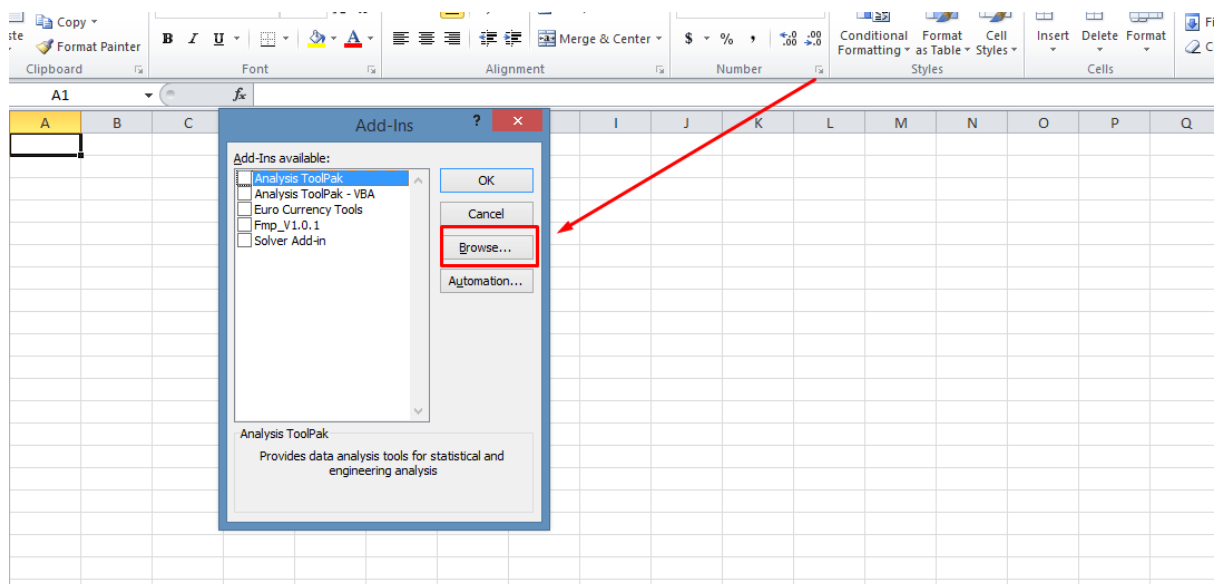 Copy
ste
Format Painter
B I U
A
Merge & Center
$ % ,
Conditional Format Cell
Formatting as Table Styles
Insert Delete Format
Clipboard
Font
Alignment
Number
Styles
Cells
A1
fx
A B C I J K L M N O P Q
Add-Ins ?
Add-Ins available:
Analysis ToolPak
Analysis ToolPak - VBA
Euro Currency Tools
Fmp_V1.0.1
Solver Add-in
OK
Cancel
Browse...
Automation...
Analysis ToolPak
Provides data analysis tools for statistical and
engineering analysis